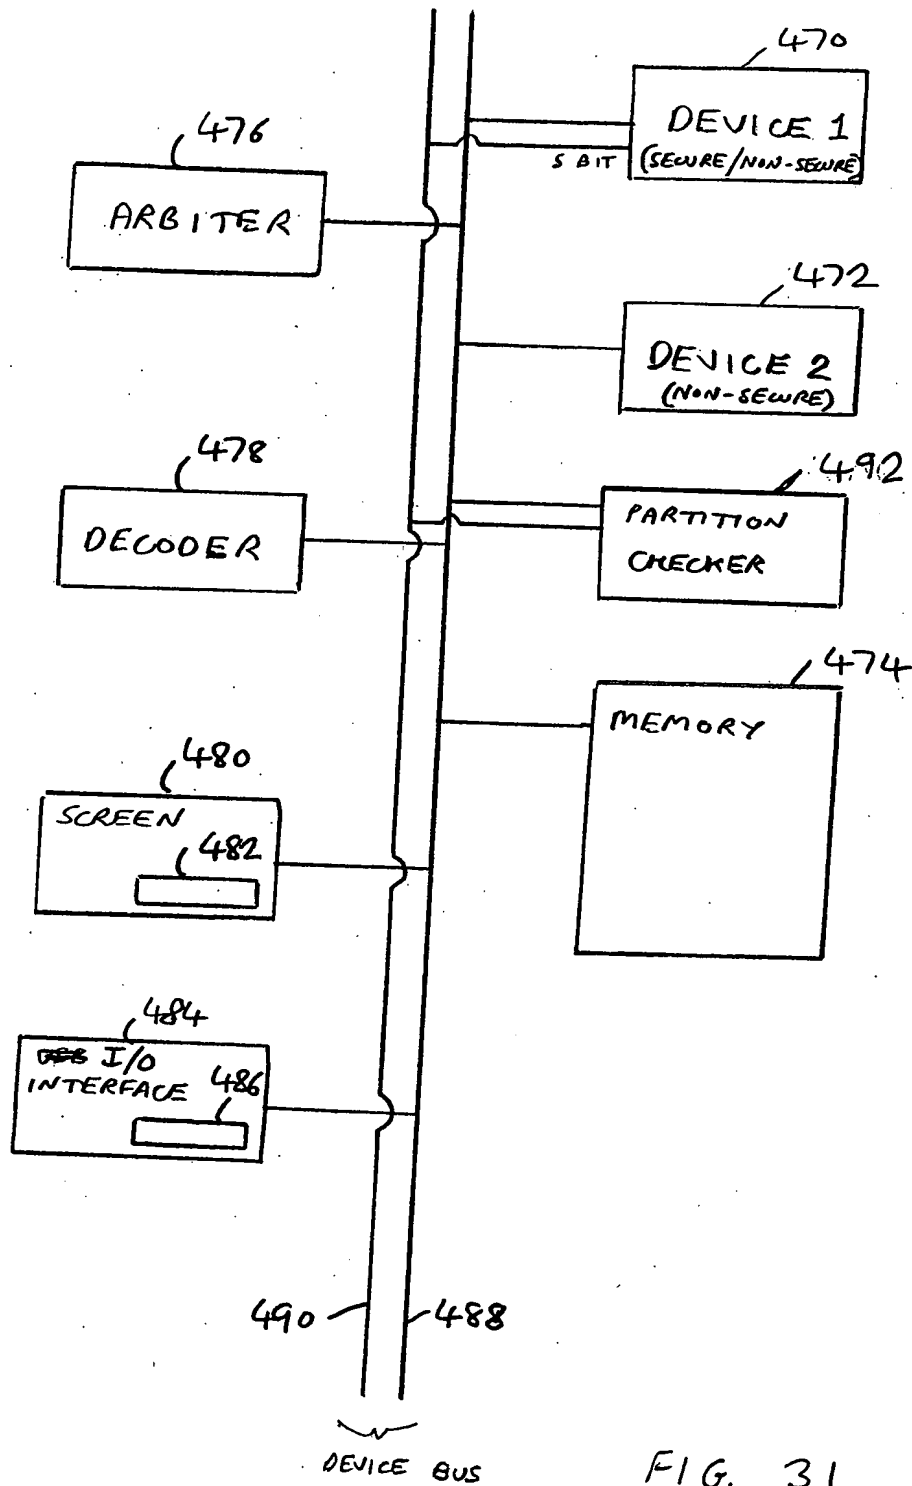 470
DEVICE 1
(SECURE/NON-SECURE)
S BIT
476
ARBITER
472
DEVICE 2
(NON-SECURE)
478
DECODER
492
PARTITION
CHECKER
474
MEMORY
480
SCREEN
482
484
I/O
INTERFACE
486
490
488
DEVICE BUS
FIG. 31